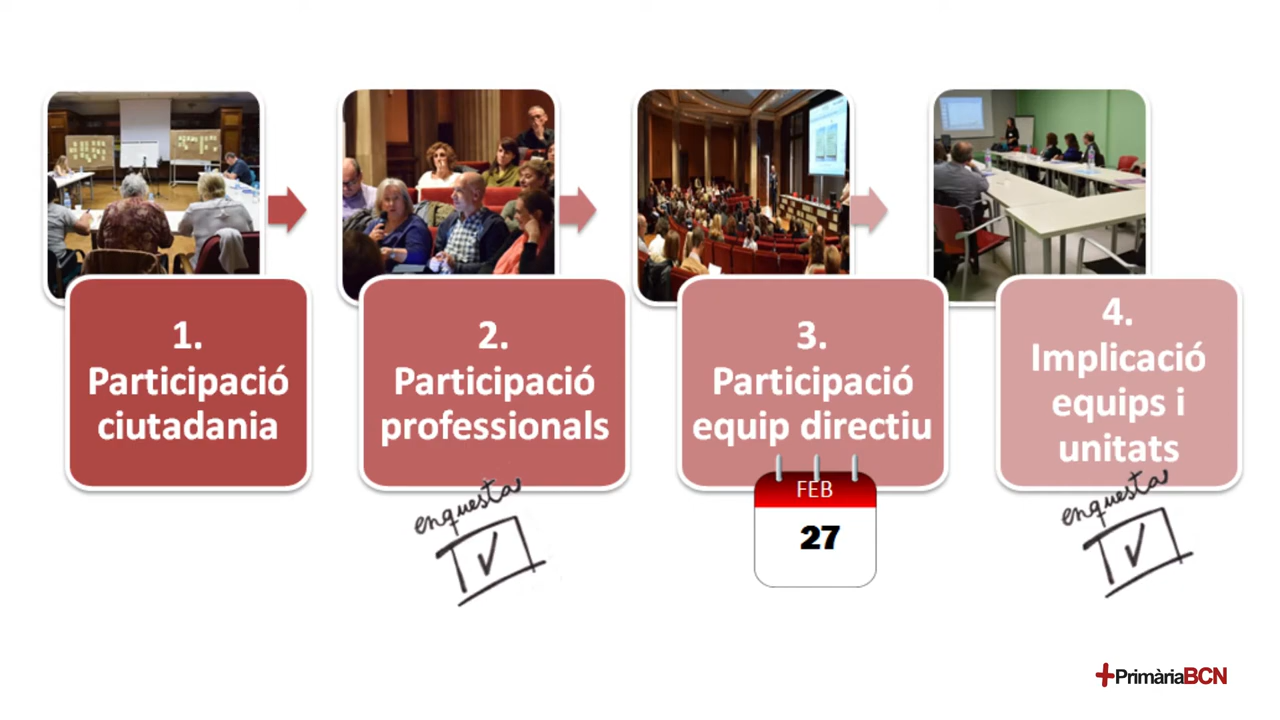 1.
Participació
ciutadania
2.
Participació
professionals
3.
Participació
equip directiu
4.
Implicació
equips i
unitats
enquesta
FEB
27
enquesta
+PrimàriaBCN